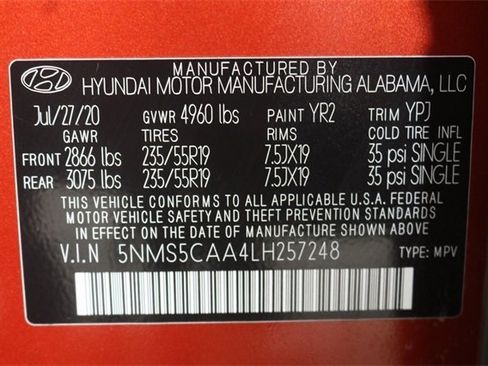 MANUFACTURED BY
HYUNDAI MOTOR MANUFACTURING ALABAMA, LLC
Jul/27/20 GVWR 4960 lbs PAINT YR2 TRIM YPJ
GAWR TIRES RIMS COLD TIRE INFL
FRONT 2866 lbs 235/55R19 7.5JX19 35 psi SINGLE
REAR 3075 lbs 235/55R19 7.5JX19 35 psi SINGLE
THIS VEHICLE CONFORMS TO ALL APPLICABLE U.S.A. FEDERAL
MOTOR VEHICLE SAFETY AND THEFT PREVENTION STANDARDS
IN EFFECT ON THE DATE OF MANUFACTURE SHOWN ABOVE
V.I.N 5NMS5CAA4LH257248 TYPE: MPV